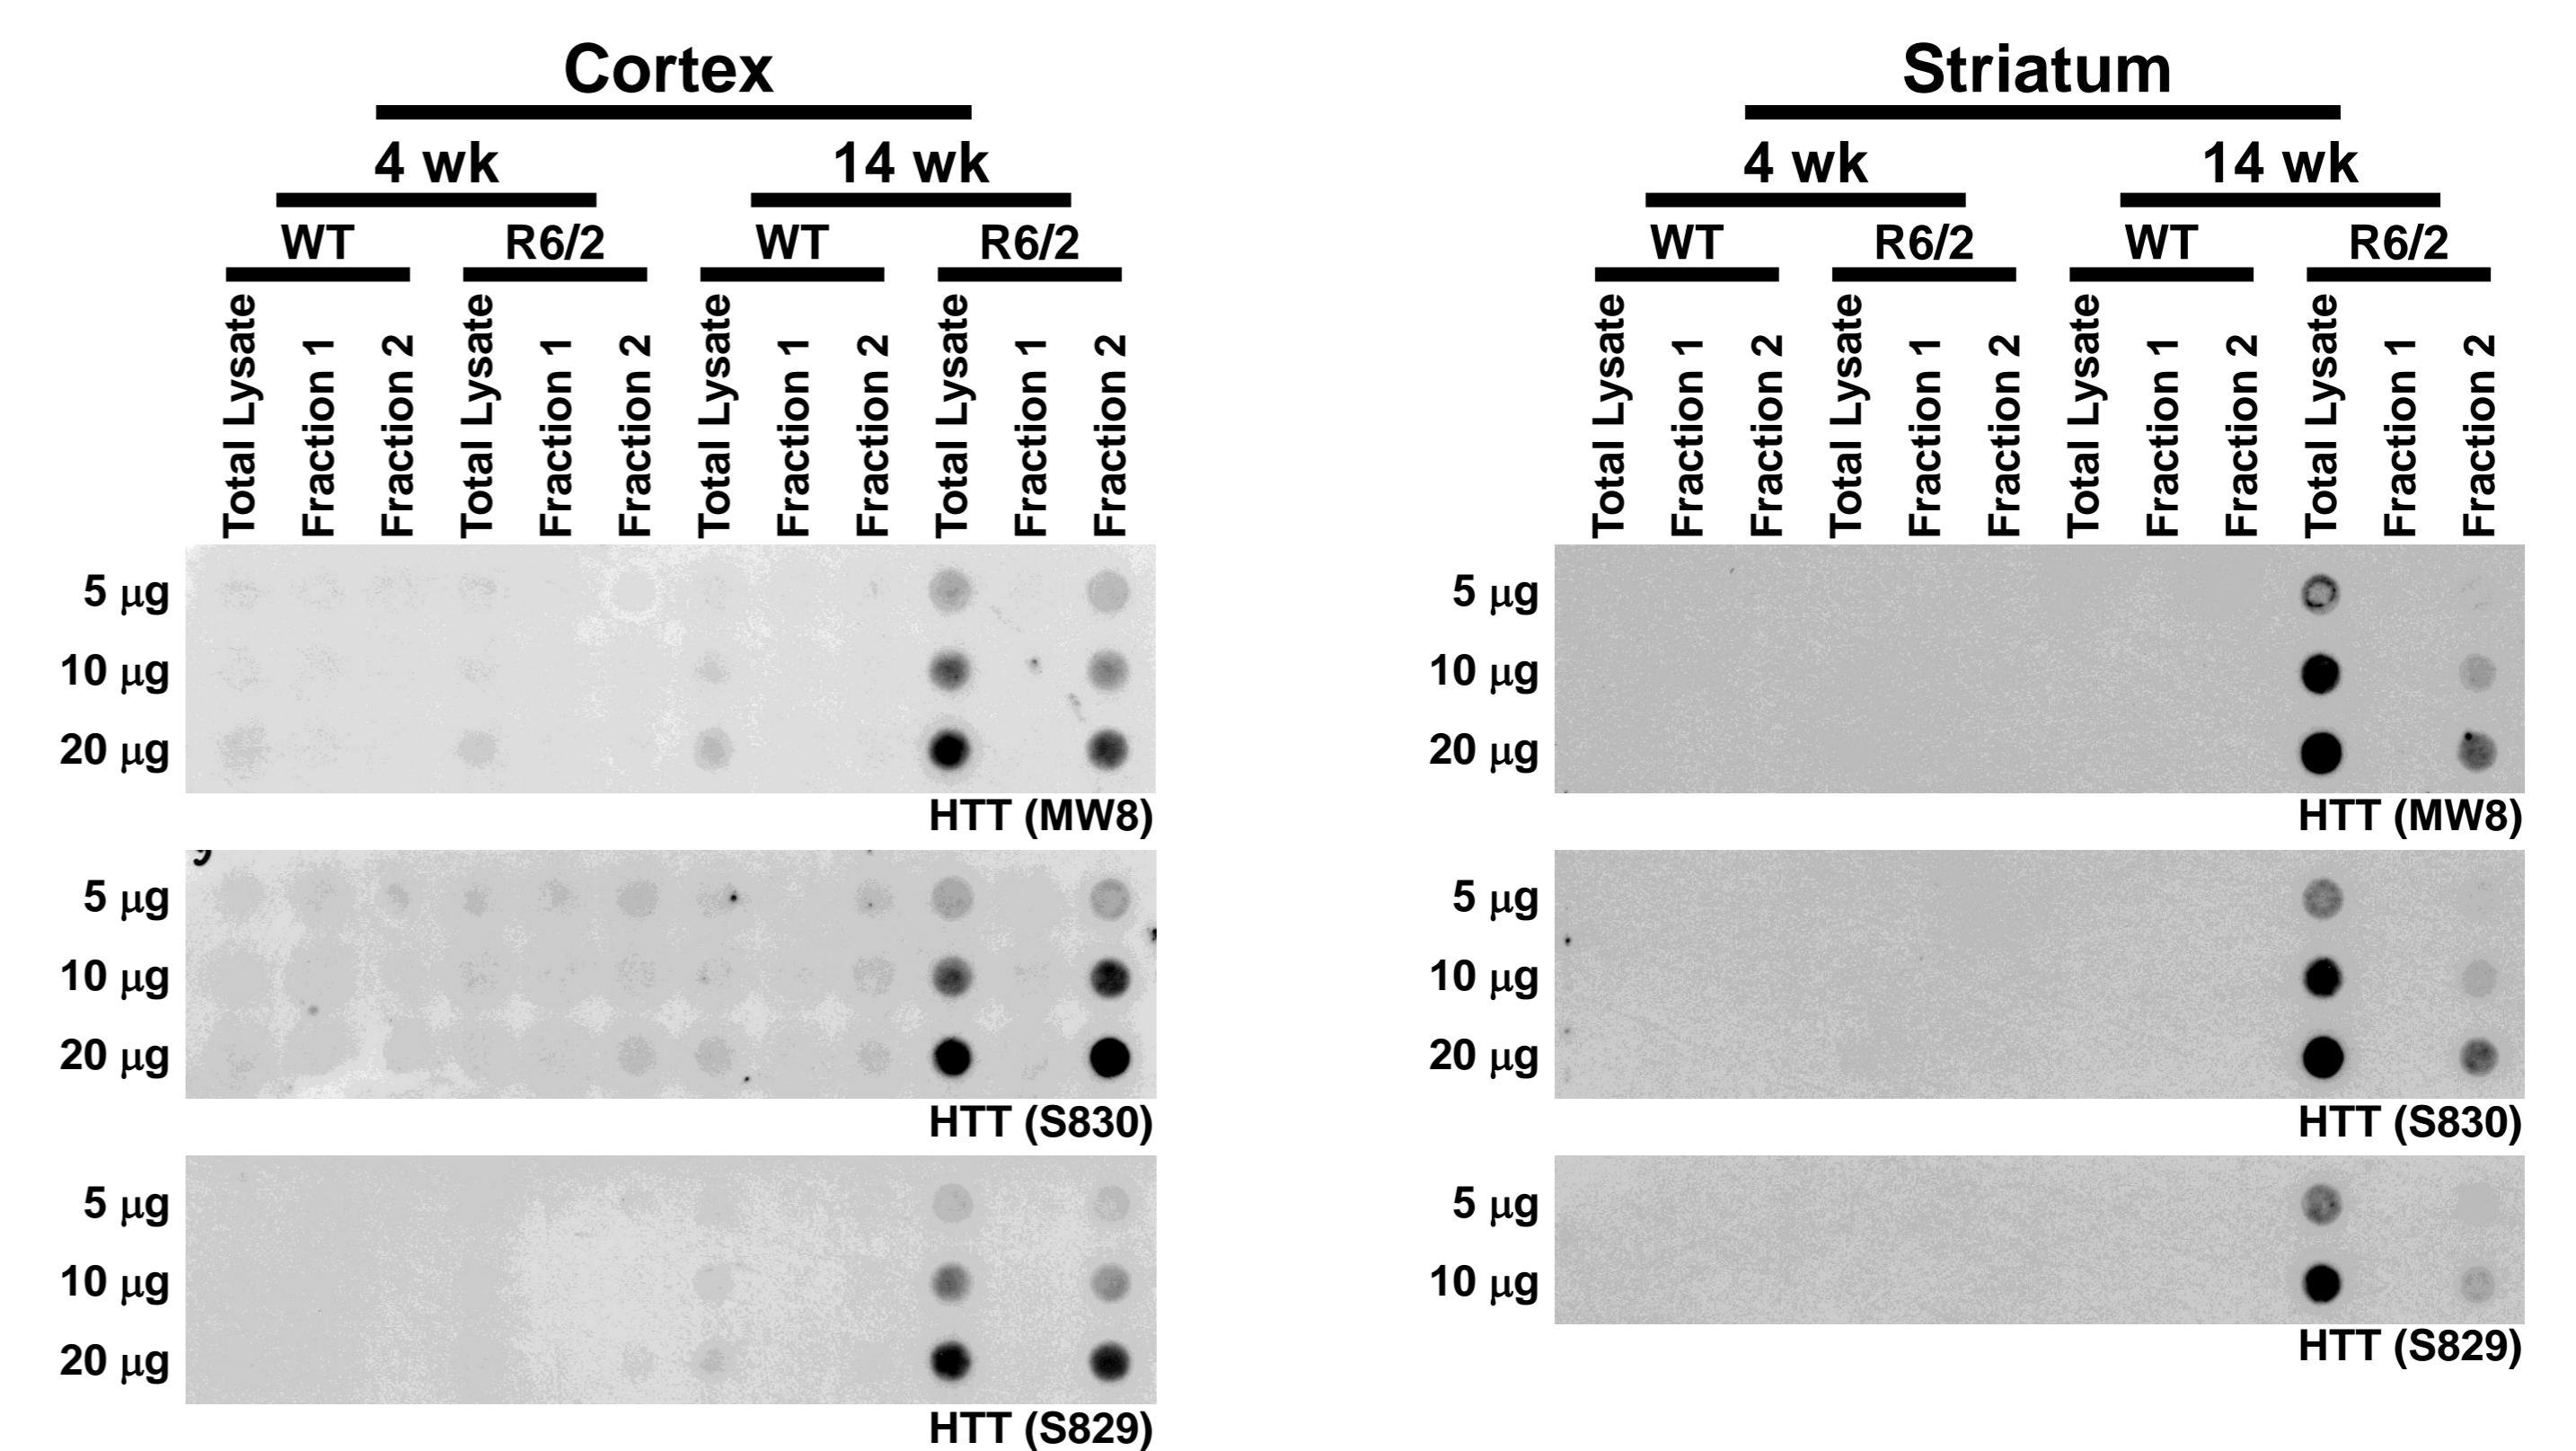 Cortex
4 wk 14 wk
WT R6/2 WT R6/2
Total Lysate Fraction 1 Fraction 2 Total Lysate Fraction 1 Fraction 2 Total Lysate Fraction 1 Fraction 2 Total Lysate Fraction 1 Fraction 2
5 µg
10 µg
20 µg
HTT (MW8)
5 µg
10 µg
20 µg
HTT (S830)
5 µg
10 µg
20 µg
HTT (S829)
Striatum
4 wk 14 wk
WT R6/2 WT R6/2
Total Lysate Fraction 1 Fraction 2 Total Lysate Fraction 1 Fraction 2 Total Lysate Fraction 1 Fraction 2 Total Lysate Fraction 1 Fraction 2
5 µg
10 µg
20 µg
HTT (MW8)
5 µg
10 µg
20 µg
HTT (S830)
5 µg
10 µg
HTT (S829)